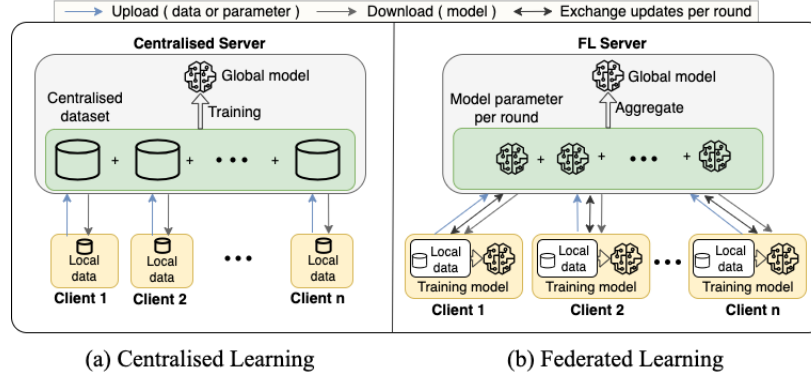 Upload ( data or parameter ) Download ( model ) Exchange updates per round
Centralised Server
Global model
Centralised
dataset
Training
+ + • • • +
Local
data
Client 1
Local
data
Client 2
• • •
Local
data
Client n
(a) Centralised Learning
FL Server
Global model
Model parameter
per round
Aggregate
+ + • • • +
Local
data
Training model
Client 1
Local
data
Training model
Client 2
• • •
Local
data
Training model
Client n
(b) Federated Learning